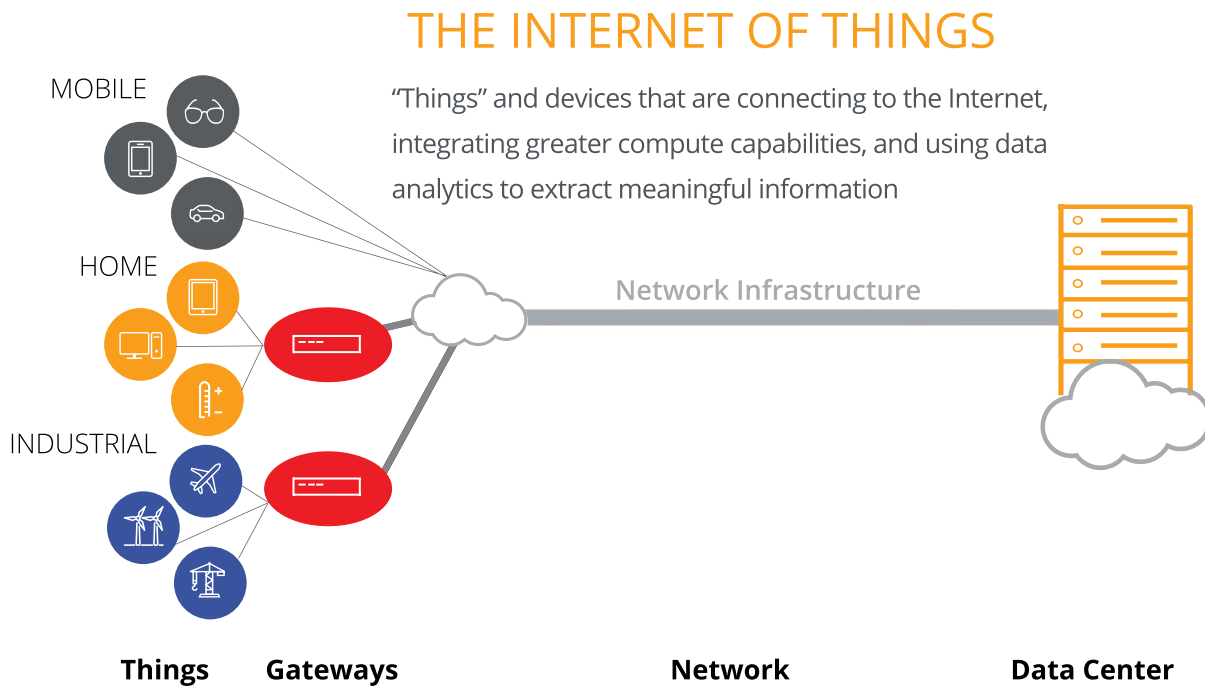 THE INTERNET OF THINGS
“Things” and devices that are connecting to the Internet,
integrating greater compute capabilities, and using data
analytics to extract meaningful information
MOBILE
HOME
Network Infrastructure
INDUSTRIAL
Things
Gateways
Network
Data Center